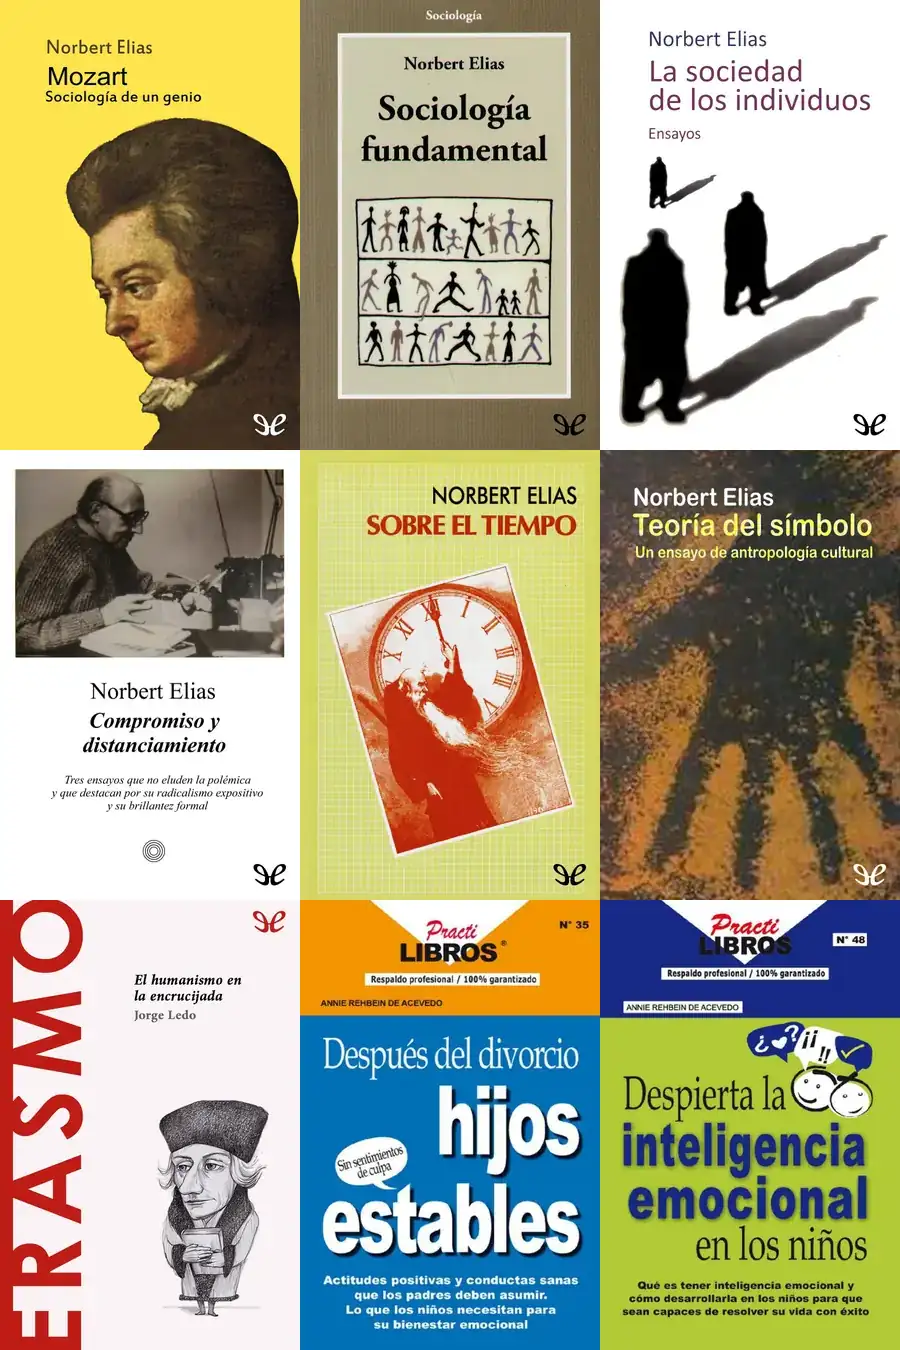 Norbert Elias
Mozart
Sociología de un genio
Sociología
Norbert Elias
Sociología
fundamental
Norbert Elias
La sociedad
de los individuos
Ensayos
Norbert Elias
Compromiso y
distanciamiento
Tres ensayos que no eluden la polémica
y que destacan por su radicalismo expositivo
y su brillantez formal
NORBERT ELIAS
SOBRE EL TIEMPO
XII
I
II
III
Norbert Elias
Teoría del símbolo
Un ensayo de antropología cultural
ERASMO
El humanismo en
la encrucijada
Jorge Ledo
Practi
LIBROS®
N° 35
Respaldo profesional / 100% garantizado
ANNIE REHBEIN DE ACEVEDO
Después del divorcio
hijos
Sin sentimientos
de culpa
estables
Actitudes positivas y conductas sanas
que los padres deben asumir.
Lo que los niños necesitan para
su bienestar emocional
Practi
LIBROS
N° 48
Respaldo profesional / 100% garantizado
ANNIE REHBEIN DE ACEVEDO
¿?¡¡!!
Despierta la
inteligencia
emocional
en los niños
Qué es tener inteligencia emocional y
cómo desarrollarla en los niños para que
sean capaces de resolver su vida con éxito